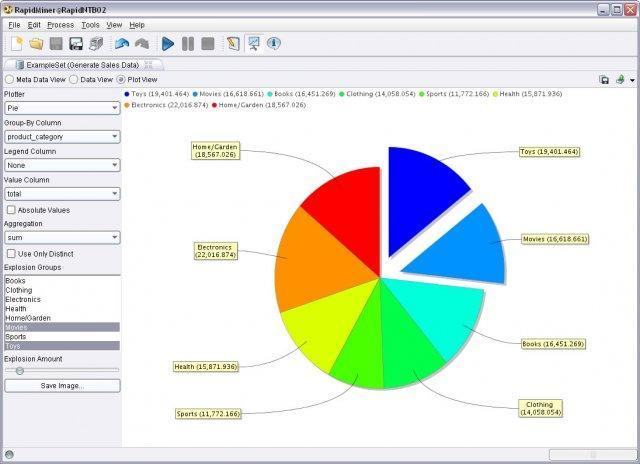 RapidMiner@RapidNTB02
File Edit Process Tools View Help
ExampleSet (Generate Sales Data)
Meta Data View Data View Plot View
Plotter
Pie
Group-By Column
product_category
Legend Column
None
Value Column
total
Absolute Values
Aggregation
sum
Use Only Distinct
Explosion Groups
Books
Clothing
Electronics
Health
Home/Garden
Movies
Sports
Toys
Explosion Amount
Save Image...
Toys (19,401.464) Movies (16,618.661) Books (16,451.269) Clothing (14,058.054) Sports (11,772.166) Health (15,871.936)
Electronics (22,016.874) Home/Garden (18,567.026)
Home/Garden
(18,567.026)
Toys (19,401.464)
Electronics
(22,016.874)
Movies (16,618.661)
Health (15,871.936)
Books (16,451.269)
Sports (11,772.166)
Clothing
(14,058.054)